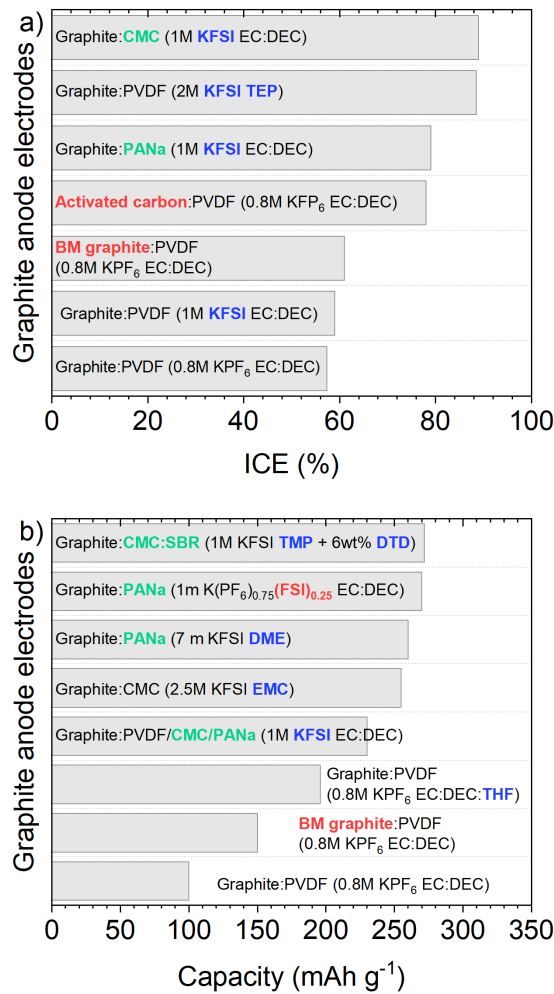 a)
Graphite anode electrodes
Graphite:CMC (1M KFSI EC:DEC)
Graphite:PVDF (2M KFSI TEP)
Graphite:PANa (1M KFSI EC:DEC)
Activated carbon:PVDF (0.8M KFP6 EC:DEC)
BM graphite:PVDF
(0.8M KPF6 EC:DEC)
Graphite:PVDF (1M KFSI EC:DEC)
Graphite:PVDF (0.8M KPF6 EC:DEC)
0 20 40 60 80 100
ICE (%)
b)
Graphite anode electrodes
Graphite:CMC:SBR (1M KFSI TMP + 6wt% DTD)
Graphite:PANa (1m K(PF6)0.75(FSI)0.25 EC:DEC)
Graphite:PANa (7 m KFSI DME)
Graphite:CMC (2.5M KFSI EMC)
Graphite:PVDF/CMC/PANa (1M KFSI EC:DEC)
Graphite:PVDF
(0.8M KPF6 EC:DEC:THF)
BM graphite:PVDF
(0.8M KPF6 EC:DEC)
Graphite:PVDF (0.8M KPF6 EC:DEC)
0 50 100 150 200 250 300 350
Capacity (mAh g-1)